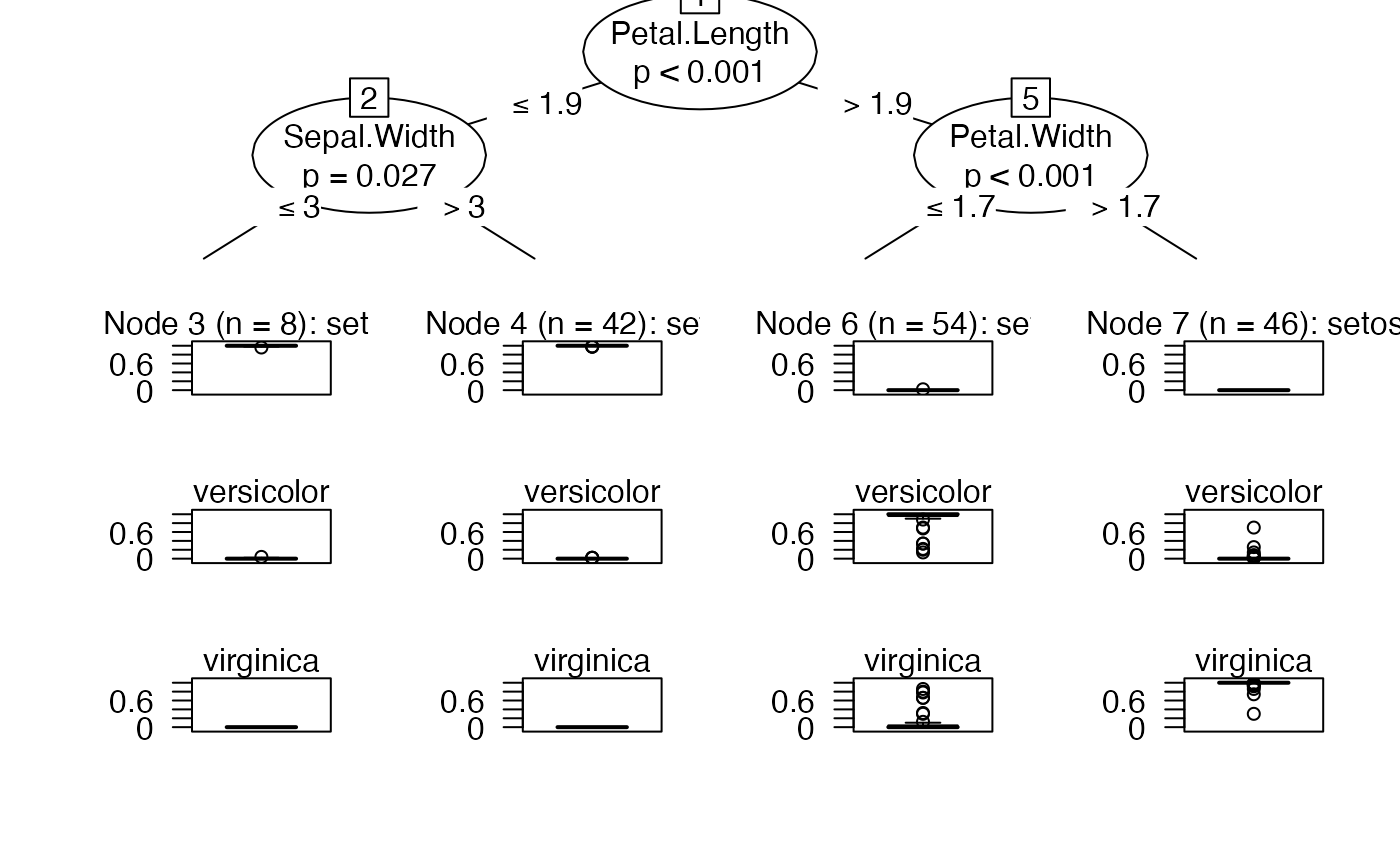 1
Petal.Length
p < 0.001
≤ 1.9
> 1.9
2
Sepal.Width
p = 0.027
5
Petal.Width
p < 0.001
≤ 3
> 3
≤ 1.7
> 1.7
Node 3 (n = 8): set
Node 4 (n = 42): se
Node 6 (n = 54): se
Node 7 (n = 46): setos
0.6
0
0.6
0
0.6
0
0.6
0
versicolor
versicolor
versicolor
versicolor
0.6
0
0.6
0
0.6
0
0.6
0
virginica
virginica
virginica
virginica
0.6
0
0.6
0
0.6
0
0.6
0